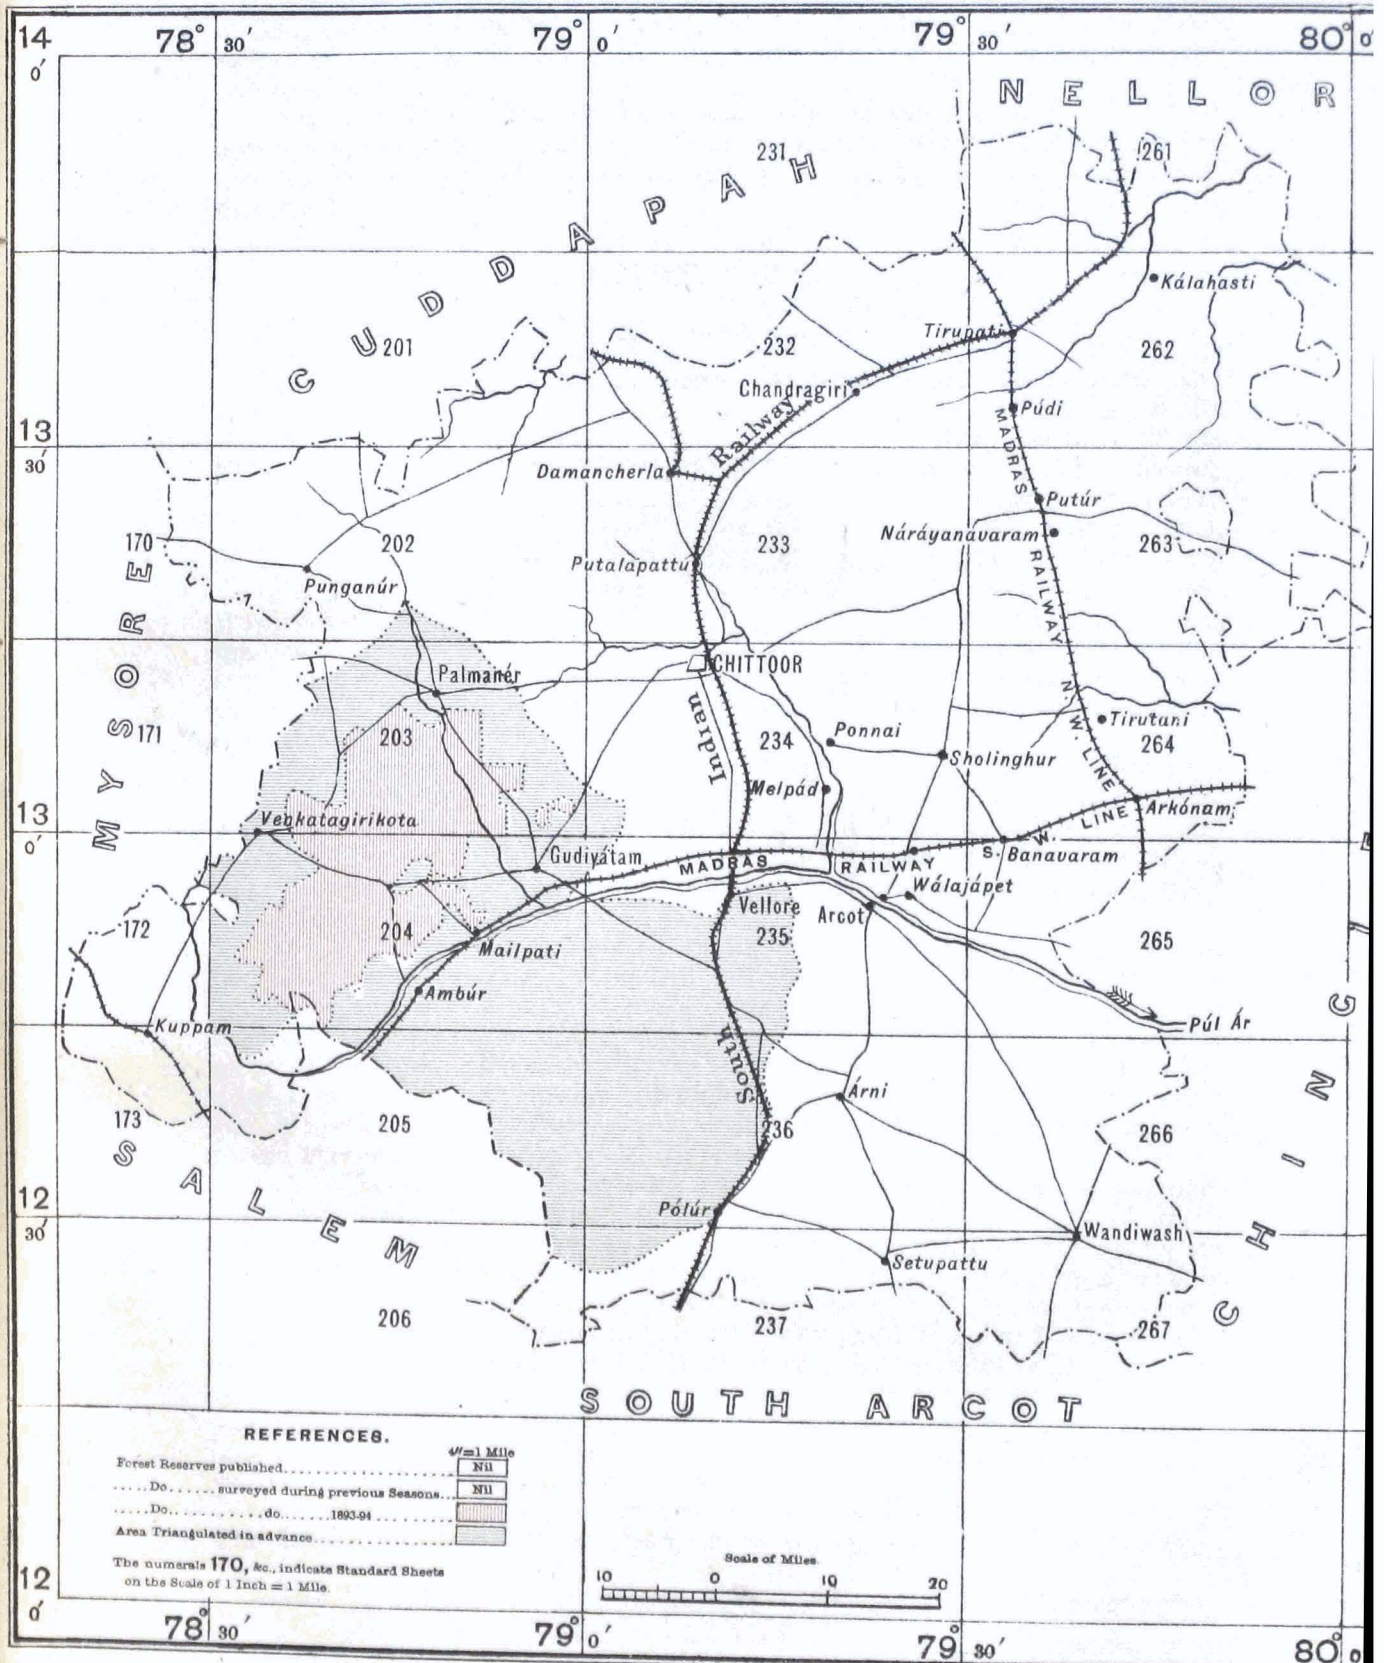 14 0′ 78° 30′ 79° 0′ 79° 30′ 80° 0′
NELLOR
231 261
CUDDAPAH
Kálahasti
Tirupati
201 232 262
Chandragiri
Railway
Púdi
13 30′
MADRAS
Damancherla
Putúr
170 202 233 Náráyanavaram 263
Putalapattu
Punganúr
RAILWAY
MYSORE
CHITTOOR
Palmanér
N. W. LINE
Indian
Tirutani
171 203 234 Ponnai 264
Sholinghur
Melpád
Arkónam
13 0′
Venkatagirikota
Gudiyátam
MADRAS RAILWAY S. W. LINE
Banavaram
Wálajápet
Vellore Arcot
172 204 235 265
Mailpati
Ambúr
Kuppam
Púl Ár
South
Árni
173 205 236 266
SALEM
12 30′
Pólúr
Wandiwash
Setupattu
CHING
206 237 267
SOUTH ARCOT
REFERENCES.
4″=1 Mile
Forest Reserves published Nil
Do surveyed during previous Seasons Nil
Do do 1893-94
Area Triangulated in advance
The numerals 170, &c., indicate Standard Sheets
on the Scale of 1 Inch = 1 Mile.
Scale of Miles.
10 0 10 20
12 0′
78° 30′ 79° 0′ 79° 30′ 80° 0